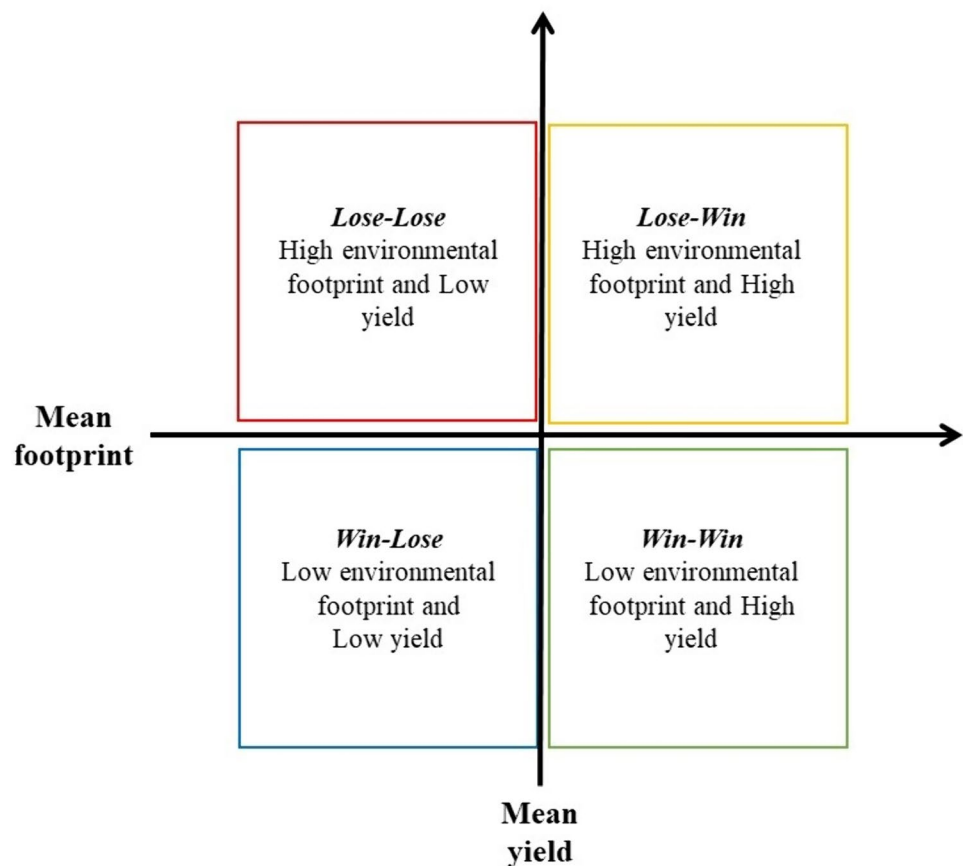 Lose-Lose
High environmental
footprint and Low
yield
Lose-Win
High environmental
footprint and High
yield
Mean
footprint
Win-Lose
Low environmental
footprint and
Low yield
Win-Win
Low environmental
footprint and High
yield
Mean
yield